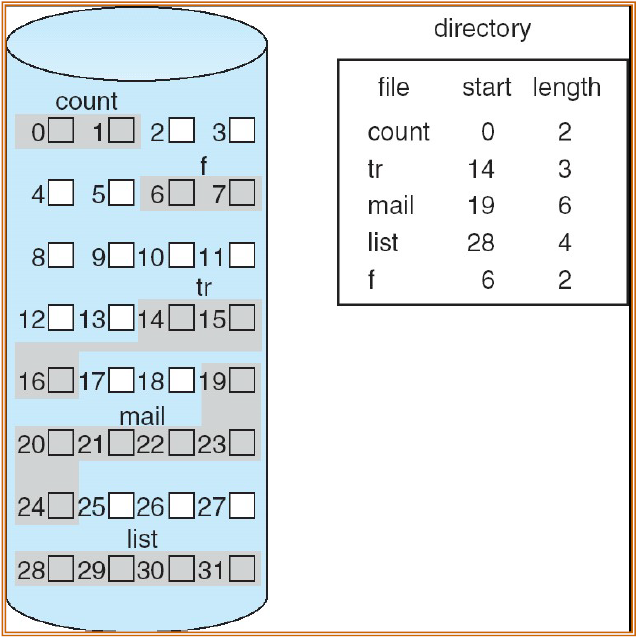 directory
file start length
count 0 2
tr 14 3
mail 19 6
list 28 4
f 6 2
count
0 1 2 3
f
4 5 6 7
8 9 10 11
tr
12 13 14 15
16 17 18 19
mail
20 21 22 23
24 25 26 27
list
28 29 30 31